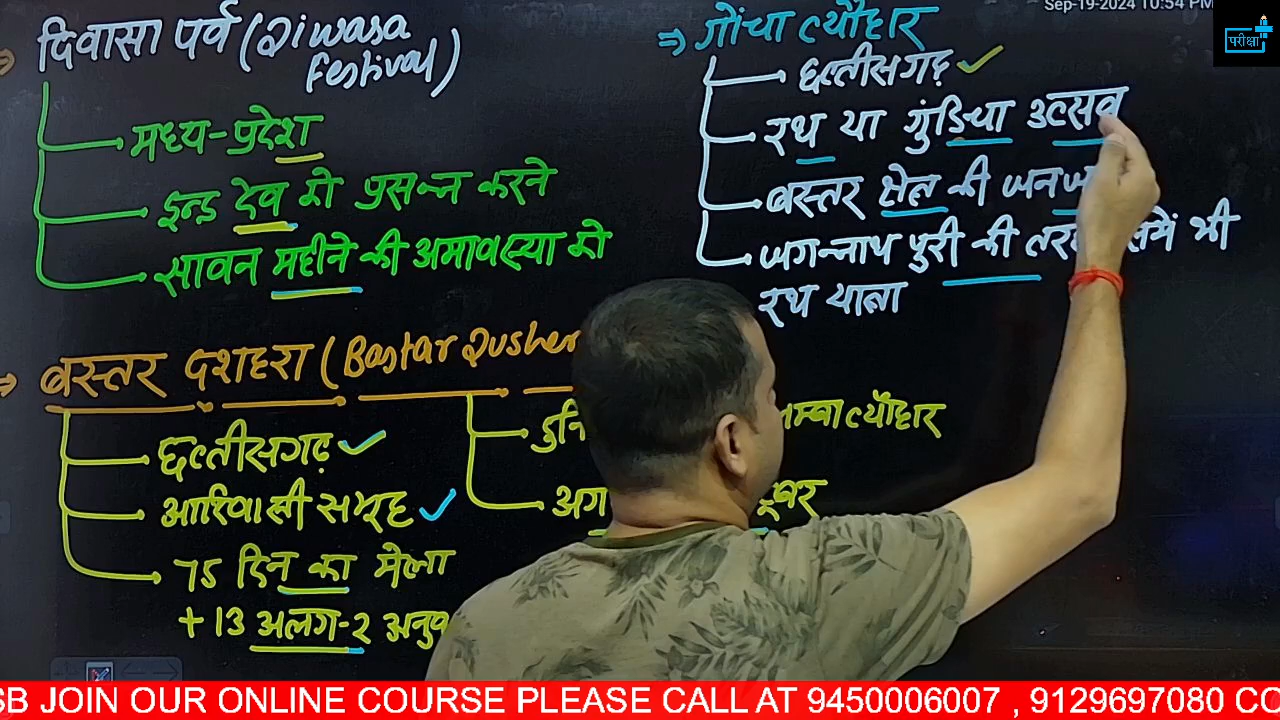 दिवासा पर्व (Diwasa
Festival)
मध्य-प्रदेश
इन्द्र देव को प्रसन्न करने
सावन महीने की अमावस्या को
⇒ गोंचा त्यौहार
छत्तीसगढ़ ✓
रथ या गुंडिचा उत्सव
बस्तर क्षेत्र की
जगन्नाथ पुरी की तरह भी
रथ यात्रा
⇒ बस्तर दशहरा (Bastar Dusher
छत्तीसगढ़ ✓
आदिवासी समूह ✓
75 दिन का मेला
+13 अलग-2
त्यौहार
Sep-19-2024 10:54 PM
परीक्षा
SB JOIN OUR ONLINE COURSE PLEASE CALL AT 9450006007 , 9129697080 CO